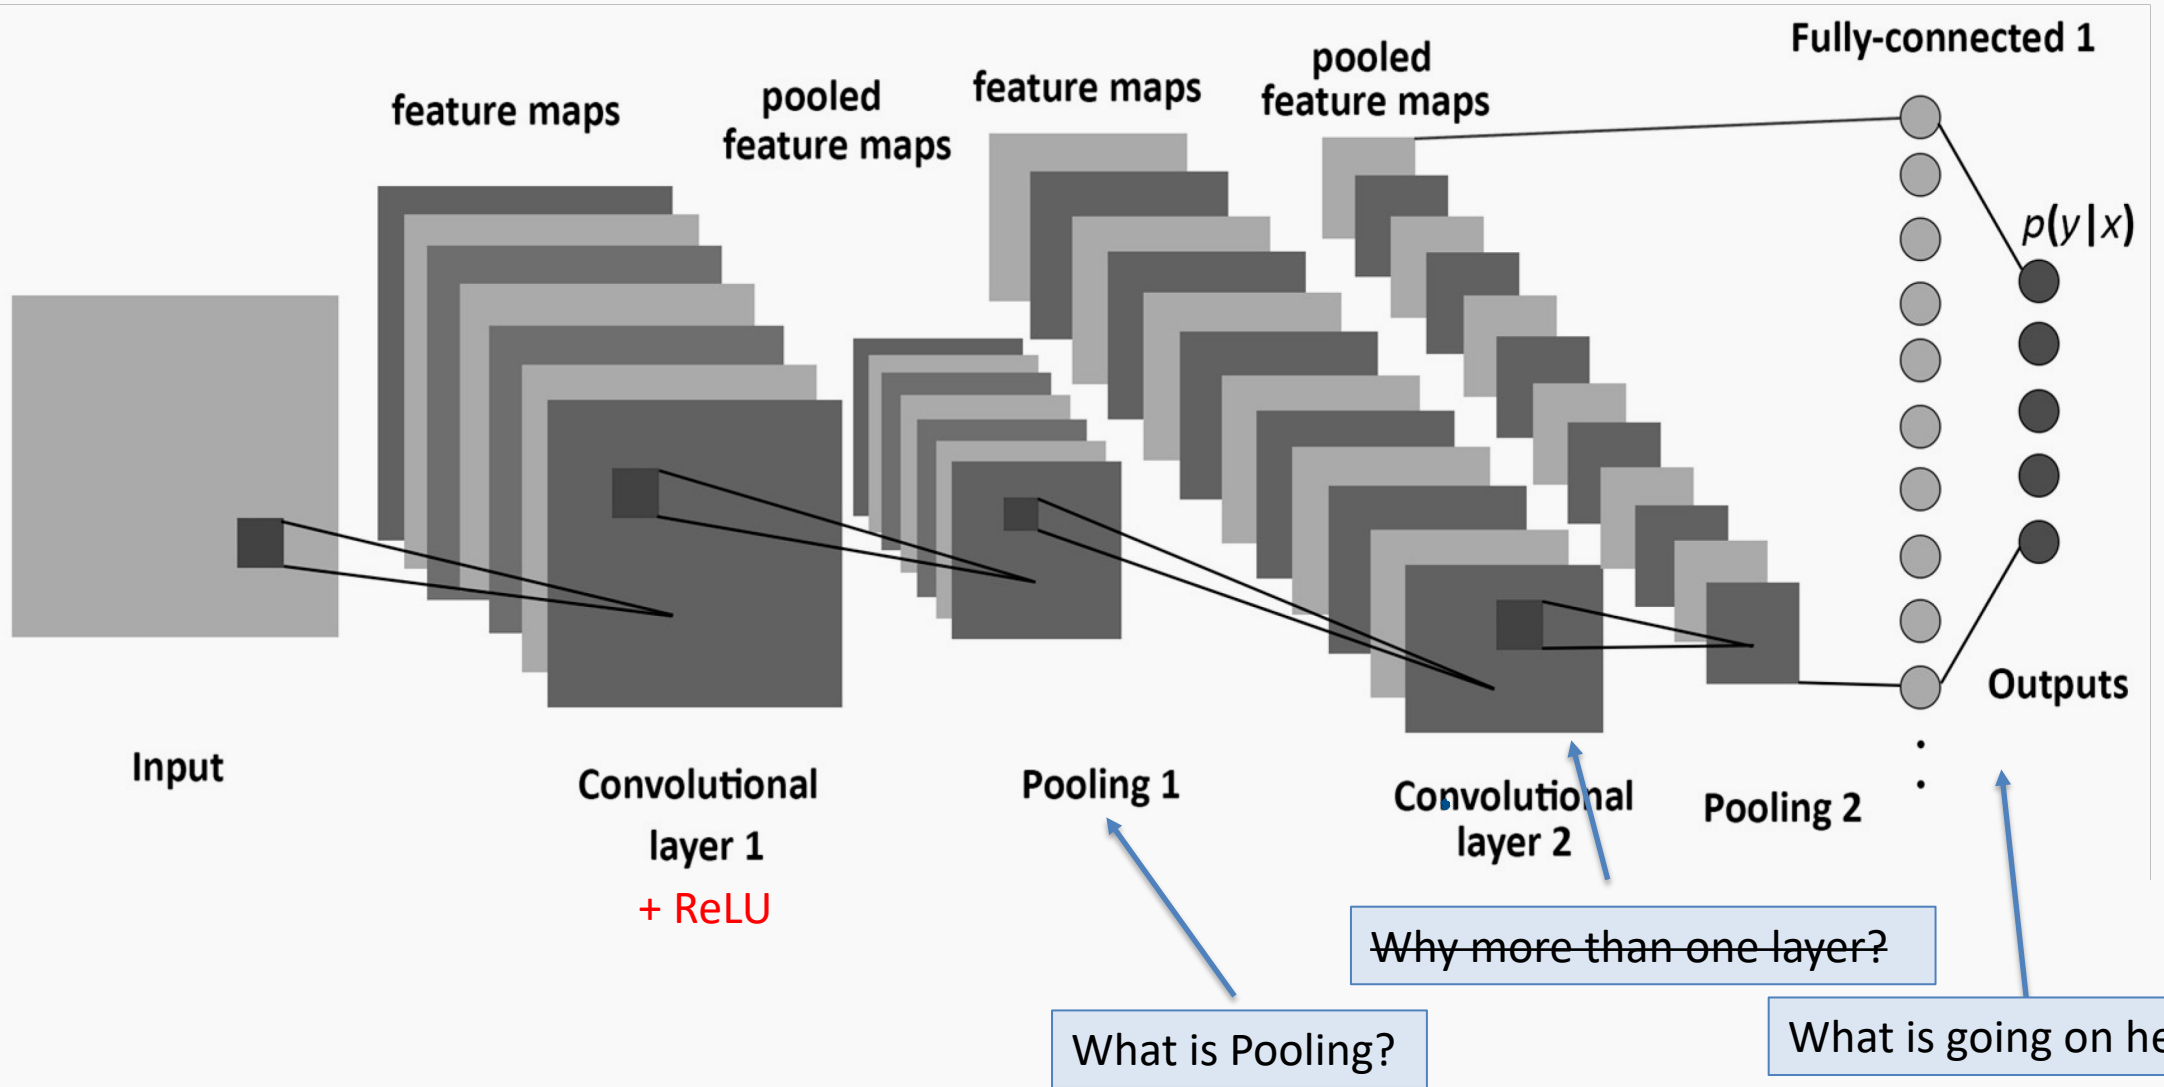 Fully-connected 1
pooled
feature maps
feature maps
pooled
feature maps
feature maps
p(y|x)
Outputs
Input
Convolutional
layer 1
+ ReLU
Pooling 1
Convolutional
layer 2
Pooling 2
Why more than one layer?
What is Pooling?
What is going on he